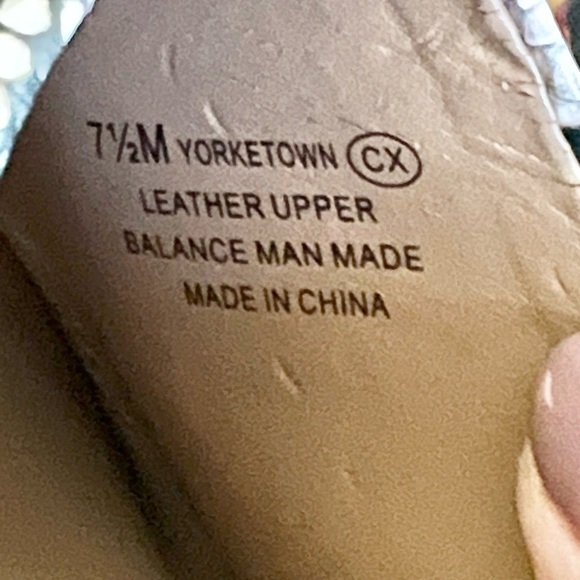 7½M YORKETOWN CX
LEATHER UPPER
BALANCE MAN MADE
MADE IN CHINA